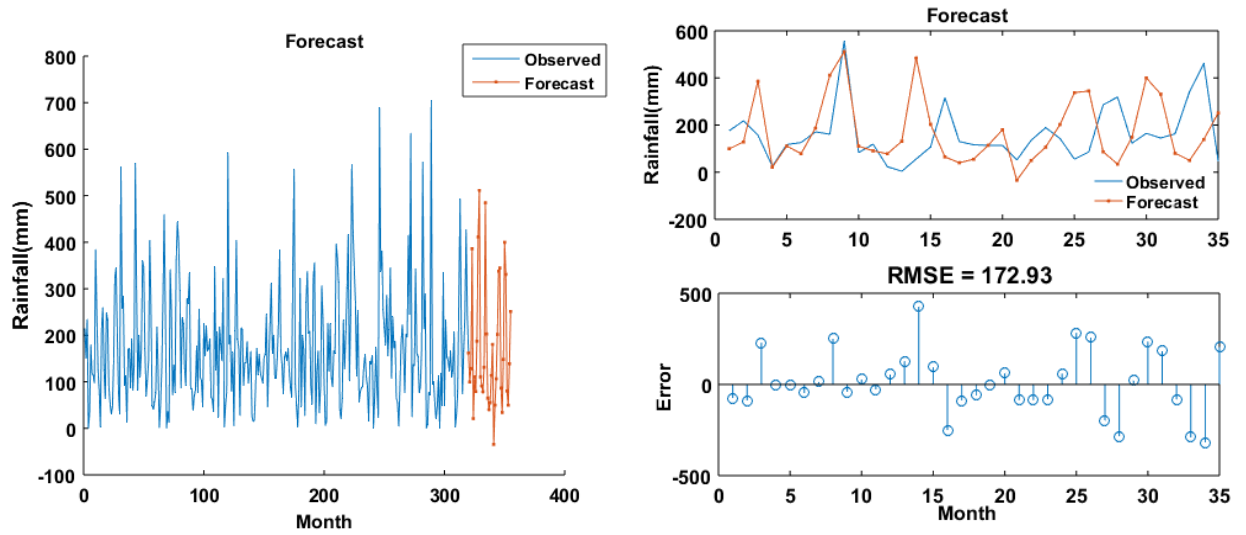 Forecast
Observed
Forecast
Rainfall(mm)
800
700
600
500
400
300
200
100
0
-100
0 100 200 300 400
Month
Forecast
Rainfall(mm)
600
400
200
0
-200
Observed
Forecast
0 5 10 15 20 25 30 35
RMSE = 172.93
Error
500
0
-500
0 5 10 15 20 25 30 35
Month